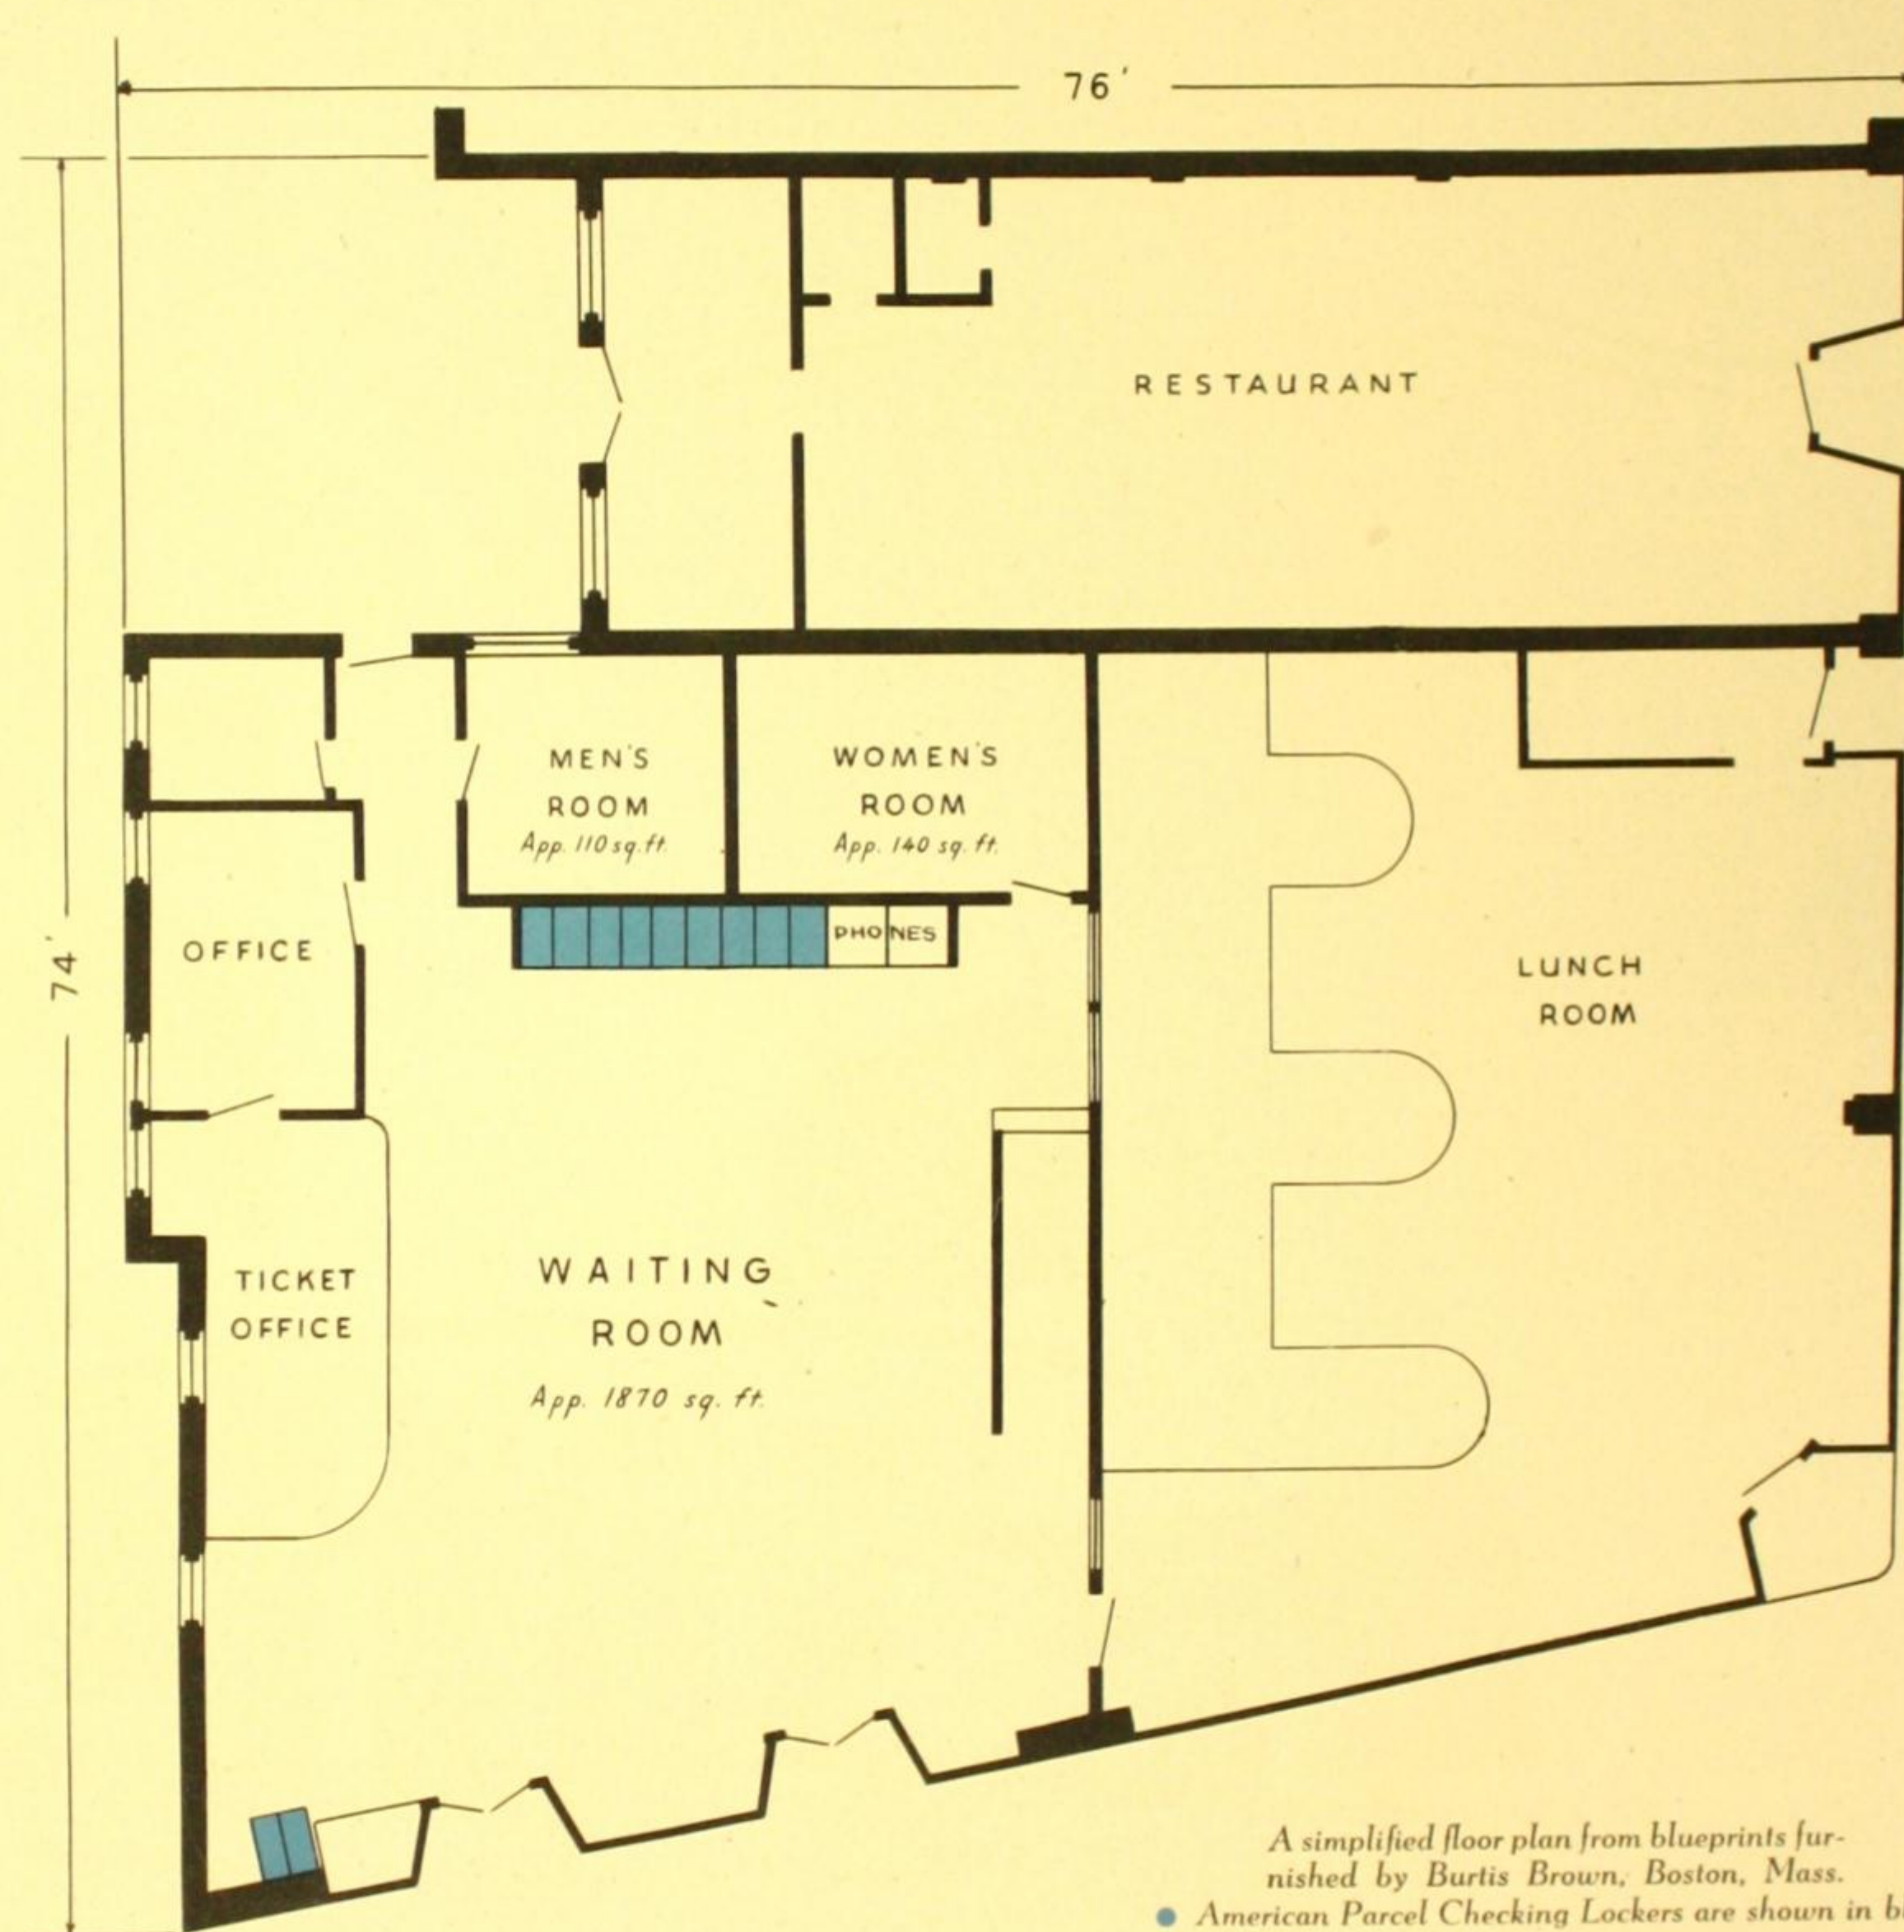 76'
RESTAURANT
MEN'S
ROOM
App. 110 sq. ft.
WOMEN'S
ROOM
App. 140 sq. ft.
PHONES
OFFICE
LUNCH
ROOM
74'
TICKET
OFFICE
WAITING
ROOM
App. 1870 sq. ft.
A simplified floor plan from blueprints fur-
nished by Burtis Brown, Boston, Mass.
American Parcel Checking Lockers are shown in